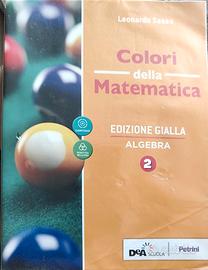 Leonardo Sasso
Colori
della
Matematica
EDIZIONE GIALLA
ALGEBRA
2
DeA SCUOLA
Petrini